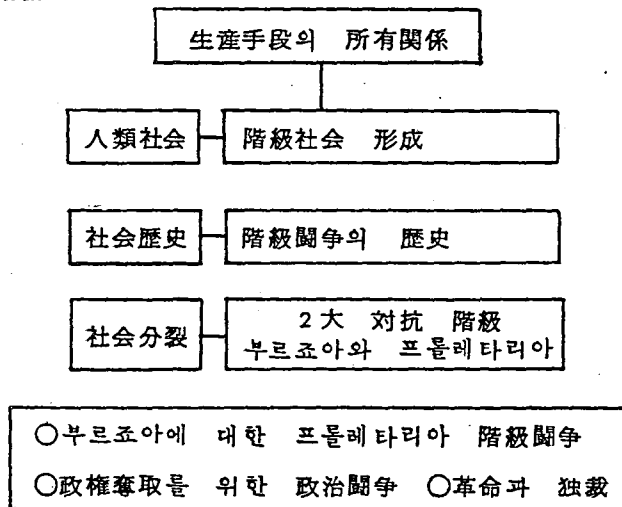 生産手段의 所有関係
人類社会 階級社会 形成
社会歴史 階級闘争의 歴史
社会分裂 2大 対抗 階級
부르죠아와 프롤레타리아
○부르죠아에 대한 프롤레타리아 階級闘争
○政権奪取를 위한 政治闘争 ○革命과 独裁